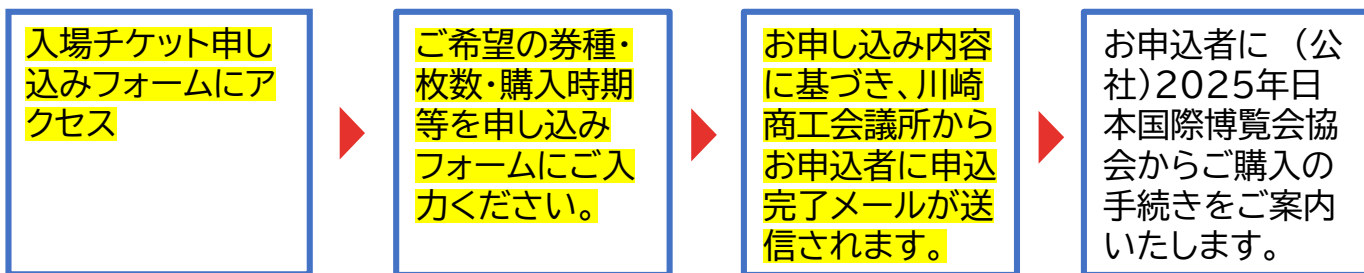 入場チケット申し
込みフォームにア
クセス
ご希望の券種・
枚数・購入時期
等を申し込み
フォームにご入
力ください。
お申し込み内容
に基づき、川崎
商工会議所から
お申込者に申込
完了メールが送
信されます。
お申込者に （公
社）2025年日
本国際博覧会協
会からご購入の
手続きをご案内
いたします。